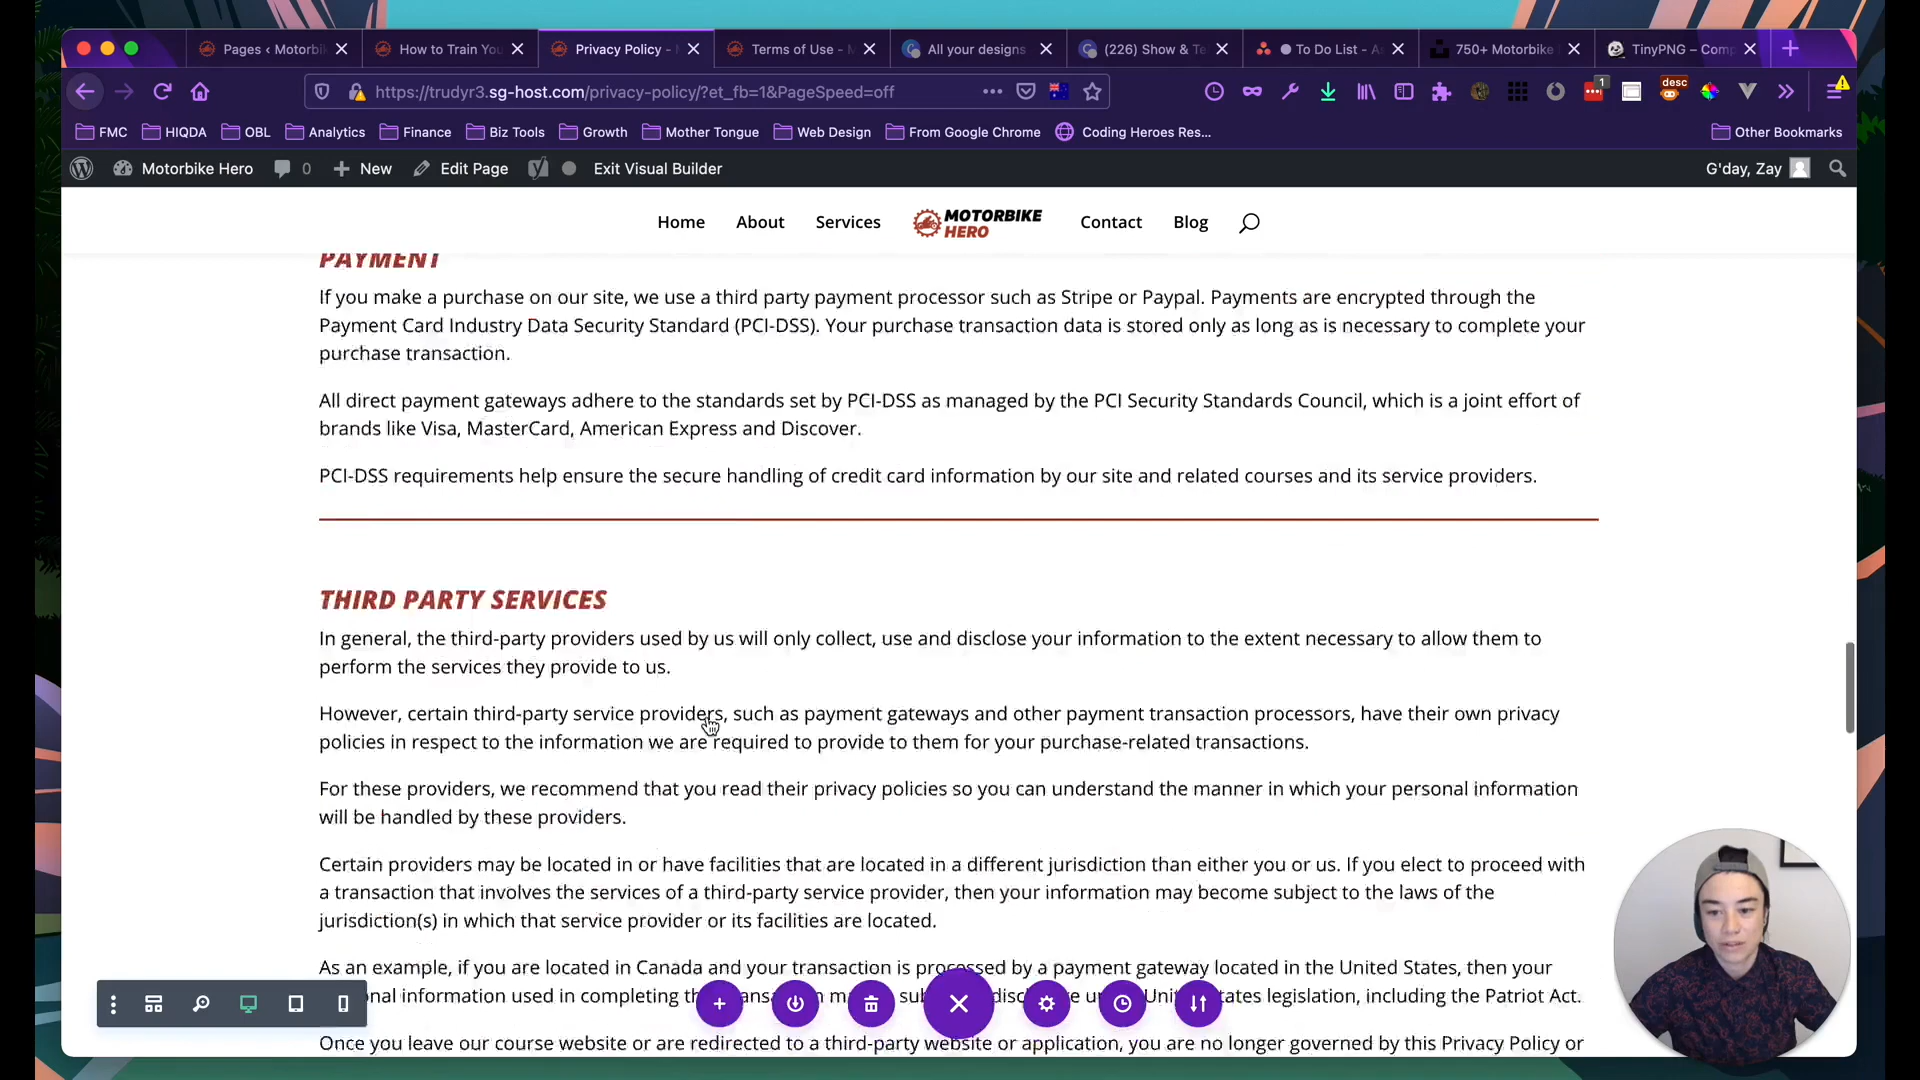 Pages ‹ Motorbi
How to Train You
Privacy Policy -
Terms of Use - M
All your designs
(226) Show & Te
To Do List - A
750+ Motorbike
TinyPNG – Comp
https://trudyr3.sg-host.com/privacy-policy/?et_fb=1&PageSpeed=off
1
desc
FMC
HIQDA
OBL
Analytics
Finance
Biz Tools
Growth
Mother Tongue
Web Design
From Google Chrome
Coding Heroes Res...
Other Bookmarks
Motorbike Hero
0
New
Edit Page
Exit Visual Builder
G'day, Zay
Home
About
Services
MOTORBIKE
HERO
Contact
Blog
PAYMENT
If you make a purchase on our site, we use a third party payment processor such as Stripe or Paypal. Payments are encrypted through the
Payment Card Industry Data Security Standard (PCI-DSS). Your purchase transaction data is stored only as long as is necessary to complete your
purchase transaction.
All direct payment gateways adhere to the standards set by PCI-DSS as managed by the PCI Security Standards Council, which is a joint effort of
brands like Visa, MasterCard, American Express and Discover.
PCI-DSS requirements help ensure the secure handling of credit card information by our site and related courses and its service providers.
THIRD PARTY SERVICES
In general, the third-party providers used by us will only collect, use and disclose your information to the extent necessary to allow them to
perform the services they provide to us.
However, certain third-party service providers, such as payment gateways and other payment transaction processors, have their own privacy
policies in respect to the information we are required to provide to them for your purchase-related transactions.
For these providers, we recommend that you read their privacy policies so you can understand the manner in which your personal information
will be handled by these providers.
Certain providers may be located in or have facilities that are located in a different jurisdiction than either you or us. If you elect to proceed with
a transaction that involves the services of a third-party service provider, then your information may become subject to the laws of the
jurisdiction(s) in which that service provider or its facilities are located.
As an example, if you are located in Canada and your transaction is processed by a payment gateway located in the United States, then your
onal information used in completing th ansa n m sub discl e u Unit tates legislation, including the Patriot Act.
Once you leave our course website or are redirected to a third-party website or application, you are no longer governed by this Privacy Policy or